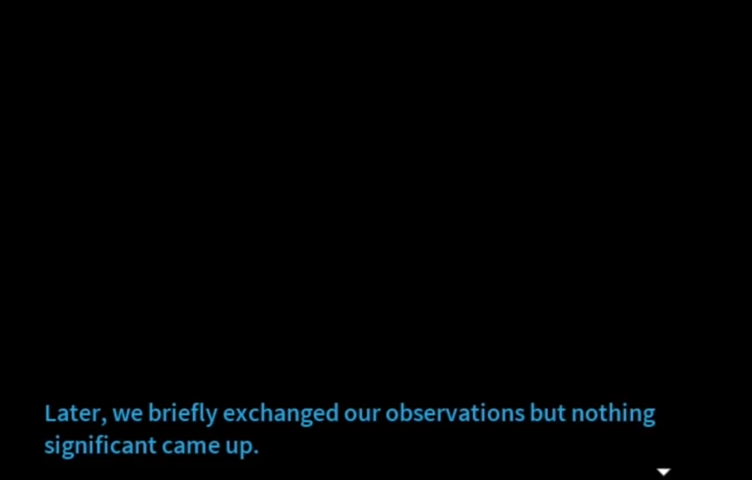 Later, we briefly exchanged our observations but nothing
significant came up.